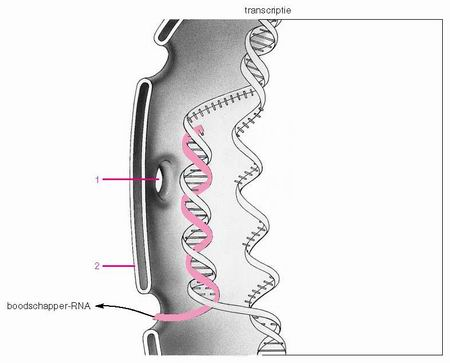 transcriptie
1
2
boodschapper-RNA